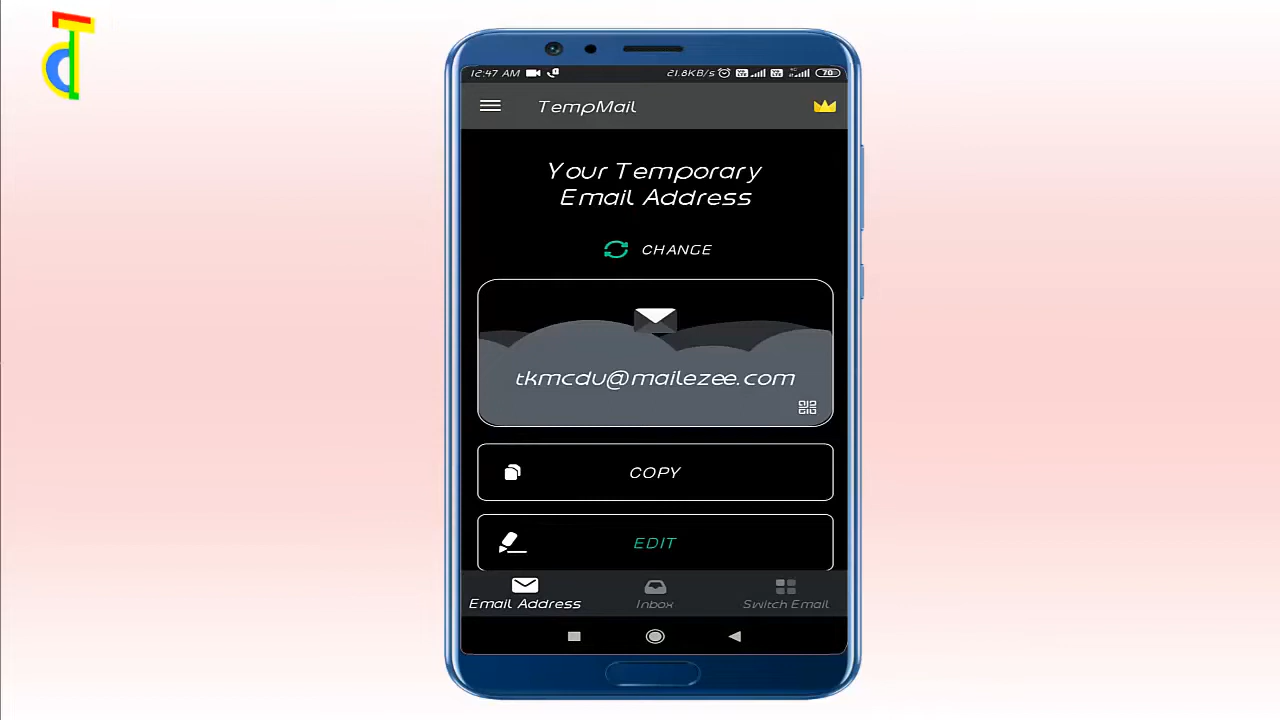 12:47 AM 21.8KB/s 70
TempMail
Your Temporary
Email Address
CHANGE
tkmcdu@mailezee.com
COPY
EDIT
Email Address Inbox Switch Email